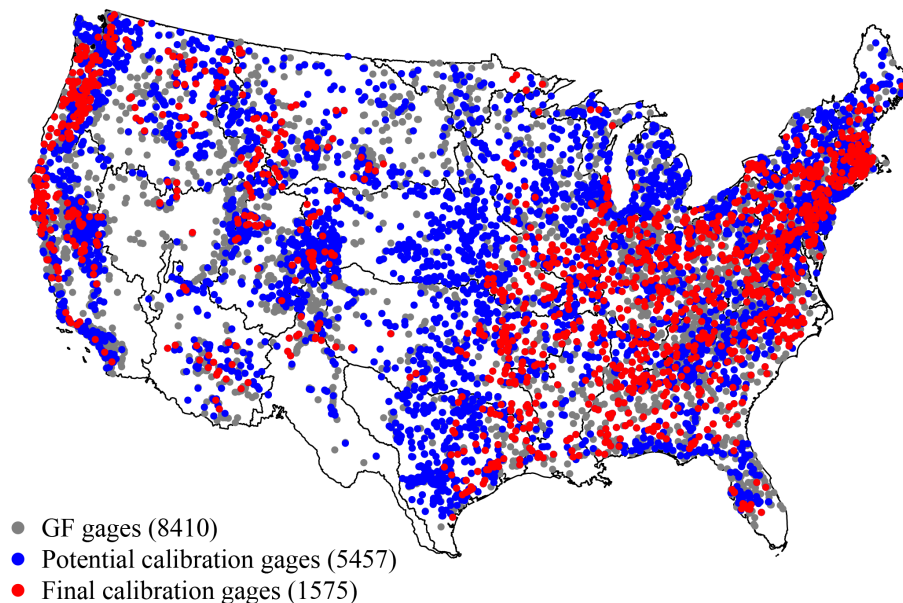 GF gages (8410)
Potential calibration gages (5457)
Final calibration gages (1575)